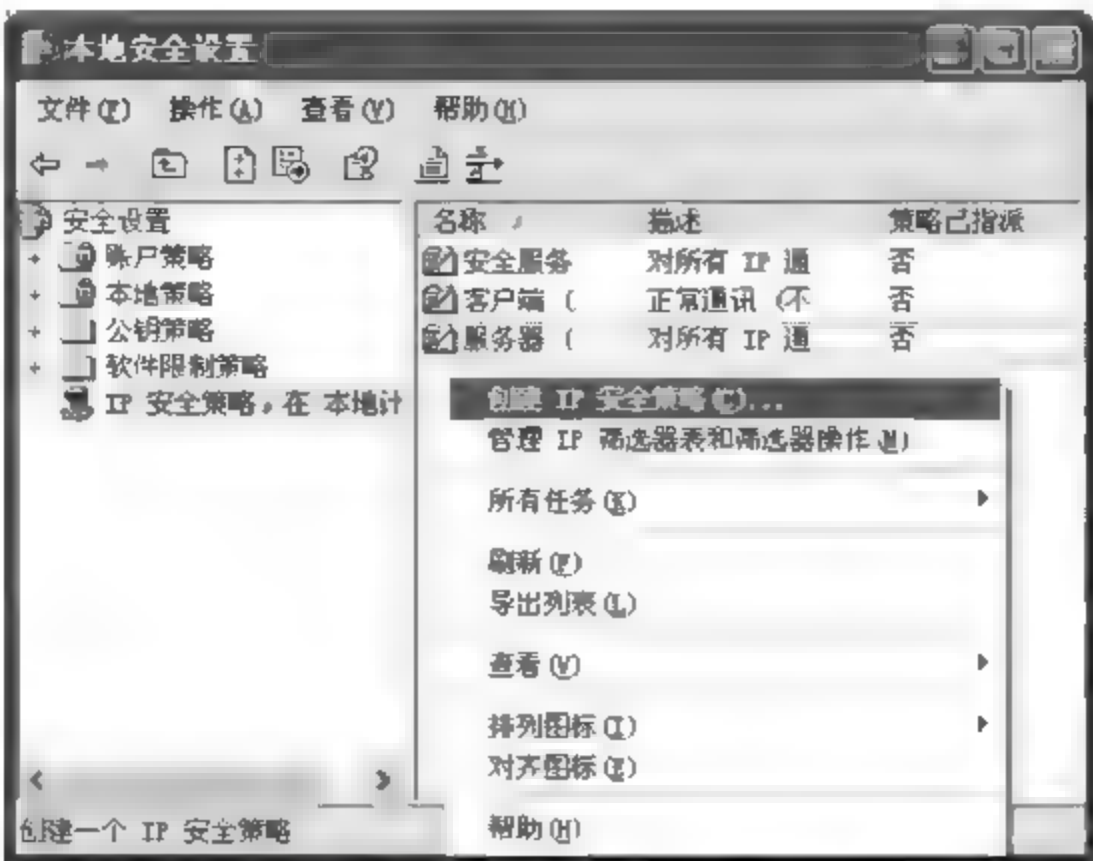 本地安全设置
文件(F) 操作(A) 查看(V) 帮助(H)
安全设置
账户策略
本地策略
公钥策略
软件限制策略
IP 安全策略，在 本地计
名称 描述 策略已指派
安全服务 对所有 IP 通 否
客户端 ( 正常通讯 (不 否
服务器 ( 对所有 IP 通 否
创建 IP 安全策略(C)...
管理 IP 筛选器表和筛选器操作(M)
所有任务(K)
刷新(F)
导出列表(L)
查看(V)
排列图标(I)
对齐图标(E)
帮助(H)
创建一个 IP 安全策略